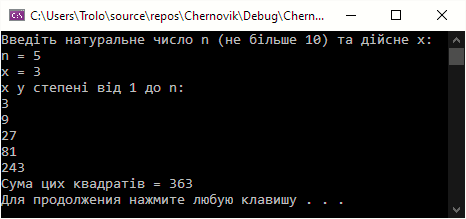 C:\Users\Trolo\source\repos\Chernovik\Debug\Chern...
Введіть натуральне число n (не більше 10) та дійсне x:
n = 5
x = 3
x у степені від 1 до n:
3
9
27
81
243
Сума цих квадратів = 363
Для продолжения нажмите любую клавишу . . .